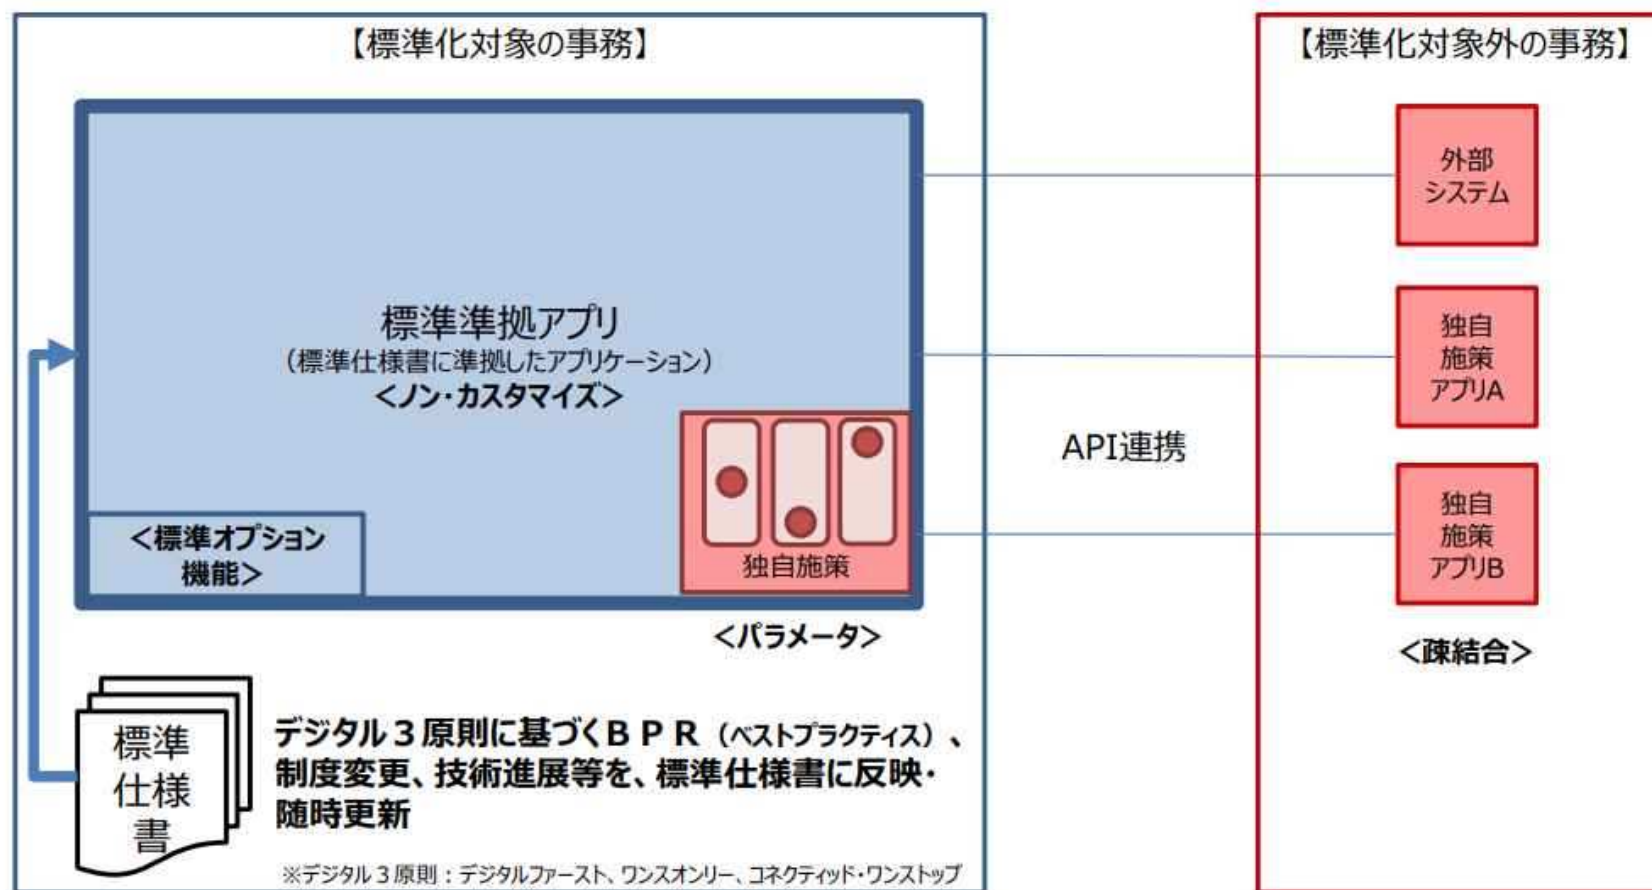 【標準化対象の事務】
標準準拠アプリ
（標準仕様書に準拠したアプリケーション）
＜ノン・カスタマイズ＞
＜標準オプション
機能＞
独自施策
＜パラメータ＞
標準
仕様
書
デジタル３原則に基づくＢＰＲ（ベストプラクティス）、
制度変更、技術進展等を、標準仕様書に反映・
随時更新
※デジタル３原則：デジタルファースト、ワンスオンリー、コネクティッド・ワンストップ
API連携
【標準化対象外の事務】
外部
システム
独自
施策
アプリA
独自
施策
アプリB
＜疎結合＞